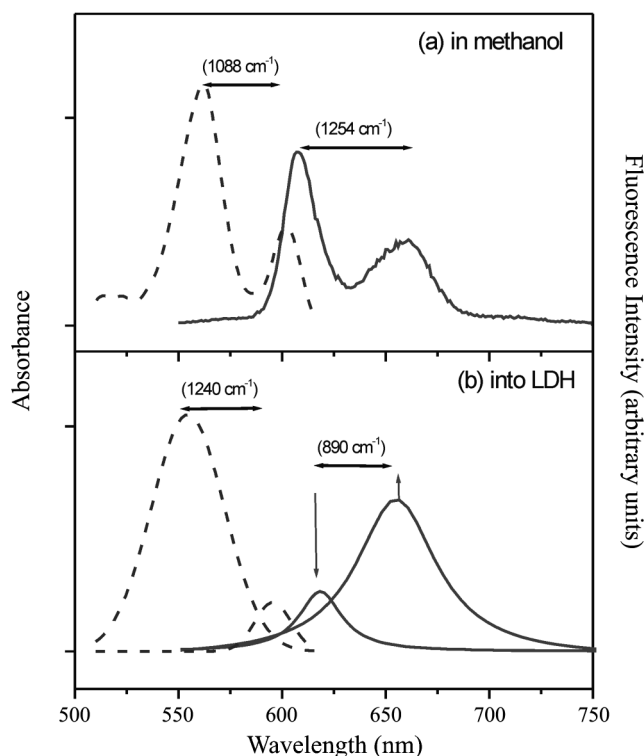 (a) in methanol
(1088 cm⁻¹)
(1254 cm⁻¹)
(b) into LDH
(1240 cm⁻¹)
(890 cm⁻¹)
Absorbance
Fluorescence Intensity (arbitrary units)
500 550 600 650 700 750
Wavelength (nm)